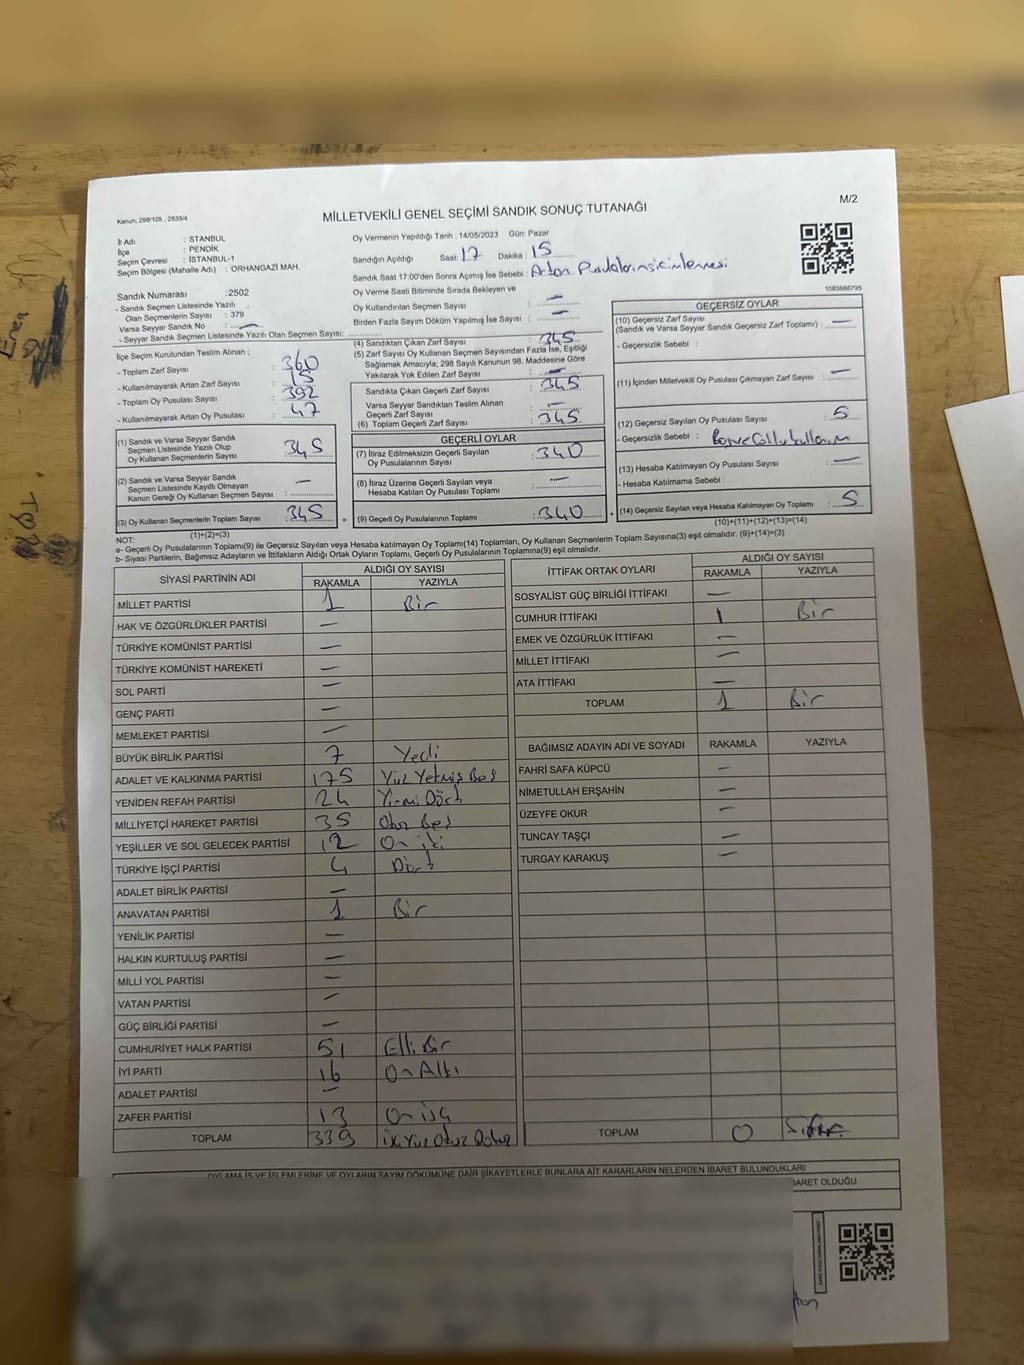 M/2
Kanun: 298/105 , 2839/4
MİLLETVEKİLİ GENEL SEÇİMİ SANDIK SONUÇ TUTANAĞI
İl Adı : STANBUL
İlçe : PENDİK
Seçim Çevresi : İSTANBUL-1
Seçim Bölgesi (Mahalle Adı) : ORHANGAZİ MAH.
Oy Vermenin Yapıldığı Tarih : 14/05/2023 Gün: Pazar
Sandığın Açıldığı Saat: 17 Dakika : 15
Sandık Saat 17:00'den Sonra Açımış İse Sebebi : Artan
1083666795
Sandık Numarası :2502
- Sandık Seçmen Listesinde Yazılı
Olan Seçmenlerin Sayısı : 379
Varsa Seyyar Sandık No : —
- Seyyar Sandık Seçmen Listesinde Yazılı Olan Seçmen Sayısı:
Oy Verme Saati Bitiminde Sırada Bekleyen ve
Oy Kullandırılan Seçmen Sayısı : —
Birden Fazla Sayım Döküm Yapılmış İse Sayısı : —
İlçe Seçim Kurulundan Teslim Alınan ;
- Toplam Zarf Sayısı : 360
- Kullanılmayarak Artan Zarf Sayısı : 15
- Toplam Oy Pusulası Sayısı : 392
- Kullanılmayarak Artan Oy Pusulası : 47
(1) Sandık ve Varsa Seyyar Sandık
Seçmen Listesinde Yazılı Olup
Oy Kullanan Seçmenlerin Sayısı : 345
(2) Sandık ve Varsa Seyyar Sandık
Seçmen Listesinde Kayıtlı Olmayan
Kanun Gereği Oy Kullanan Seçmen Sayısı : —
(3) Oy Kullanan Seçmenlerin Toplam Sayısı : 345
(1)+(2)=(3)
(4) Sandıktan Çıkan Zarf Sayısı : 345
(5) Zarf Sayısı Oy Kullanan Seçmen Sayısından Fazla İse, Eşitliği
Sağlamak Amacıyla; 298 Sayılı Kanunun 98. Maddesine Göre
Yakılarak Yok Edilen Zarf Sayısı : —
Sandıkta Çıkan Geçerli Zarf Sayısı : 345
Varsa Seyyar Sandıktan Teslim Alınan
Geçerli Zarf Sayısı : —
(6) Toplam Geçerli Zarf Sayısı : 345
GEÇERLİ OYLAR
(7) İtiraz Edilmeksizin Geçerli Sayılan
Oy Pusulalarının Sayısı : 340
(8) İtiraz Üzerine Geçerli Sayılan veya
Hesaba Katılan Oy Pusulası Toplamı : —
= (9) Geçerli Oy Pusulalarının Toplamı : 340
GEÇERSİZ OYLAR
(10) Geçersiz Zarf Sayısı
(Sandık ve Varsa Seyyar Sandık Geçersiz Zarf Toplamı) : —
- Geçersizlik Sebebi :
(11) İçinden Milletvekili Oy Pusulası Çıkmayan Zarf Sayısı : —
(12) Geçersiz Sayılan Oy Pusulası Sayısı : 5
- Geçersizlik Sebebi :
(13) Hesaba Katılmayan Oy Pusulası Sayısı : —
- Hesaba Katılmama Sebebi :
+ (14) Geçersiz Sayılan veya Hesaba Katılmayan Oy Toplamı : 5
(10)+(11)+(12)+(13)=(14)
NOT:
a- Geçerli Oy Pusulalarının Toplamı(9) ile Geçersiz Sayılan veya Hesaba katılmayan Oy Toplamı(14) Toplamları, Oy Kullanan Seçmenlerin Toplam Sayısına(3) eşit olmalıdır. (9)+(14)=(3)
b- Siyasi Partilerin, Bağımsız Adayların ve İttifakların Aldığı Ortak Oyların Toplamı, Geçerli Oy Pusulalarının Toplamına(9) eşit olmalıdır.
SİYASİ PARTİNİN ADI ALDIĞI OY SAYISI
RAKAMLA YAZIYLA
MİLLET PARTİSİ 1 Bir
HAK VE ÖZGÜRLÜKLER PARTİSİ —
TÜRKİYE KOMÜNİST PARTİSİ —
TÜRKİYE KOMÜNİST HAREKETİ —
SOL PARTİ —
GENÇ PARTİ —
MEMLEKET PARTİSİ —
BÜYÜK BİRLİK PARTİSİ 7 Yedi
ADALET VE KALKINMA PARTİSİ 175 Yüz Yetmiş Beş
YENİDEN REFAH PARTİSİ 24 Yirmi Dört
MİLLİYETÇİ HAREKET PARTİSİ 35 Otuz Beş
YEŞİLLER VE SOL GELECEK PARTİSİ 12 On iki
TÜRKİYE İŞÇİ PARTİSİ 4 Dört
ADALET BİRLİK PARTİSİ —
ANAVATAN PARTİSİ 1 Bir
YENİLİK PARTİSİ —
HALKIN KURTULUŞ PARTİSİ —
MİLLİ YOL PARTİSİ —
VATAN PARTİSİ —
GÜÇ BİRLİĞİ PARTİSİ —
CUMHURİYET HALK PARTİSİ 51 Elli Bir
İYİ PARTİ 16 On Altı
ADALET PARTİSİ —
ZAFER PARTİSİ 13 On üç
TOPLAM 339 iki Yüz Otuz Dokuz
İTTİFAK ORTAK OYLARI ALDIĞI OY SAYISI
RAKAMLA YAZIYLA
SOSYALİST GÜÇ BİRLİĞİ İTTİFAKI —
CUMHUR İTTİFAKI 1 Bir
EMEK VE ÖZGÜRLÜK İTTİFAKI —
MİLLET İTTİFAKI —
ATA İTTİFAKI —
TOPLAM 1 Bir
BAĞIMSIZ ADAYIN ADI VE SOYADI RAKAMLA YAZIYLA
FAHRİ SAFA KÜPCÜ —
NİMETULLAH ERŞAHİN —
ÜZEYFE OKUR —
TUNCAY TAŞÇI —
TURGAY KARAKUŞ —
TOPLAM 0 Sıfır
OYLAMA İŞ VE İŞLEMLERİNE VE OYLARIN SAYIM DÖKÜMÜNE DAİR ŞİKAYETLERLE BUNLARA AİT KARARLARIN NELERDEN İBARET BULUNDUKLARI
BARET OLDUĞU